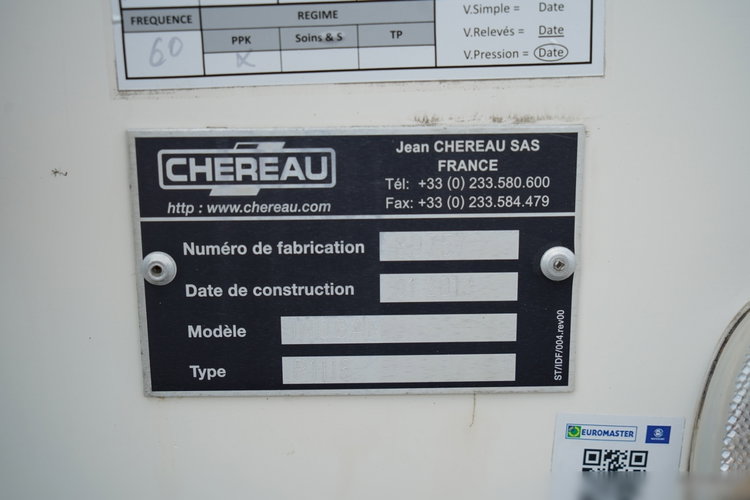 V.Simple = Date
FREQUENCE REGIME
V.Relevés = Date
PPK Soins & S TP
60 X
V.Pression = Date
CHEREAU
http : www.chereau.com
Jean CHEREAU SAS
FRANCE
Tél: +33 (0) 233.580.600
Fax: +33 (0) 233.584.479
Numéro de fabrication
Date de construction
Modèle
Type
ST/IDF/004.rev00
EUROMASTER